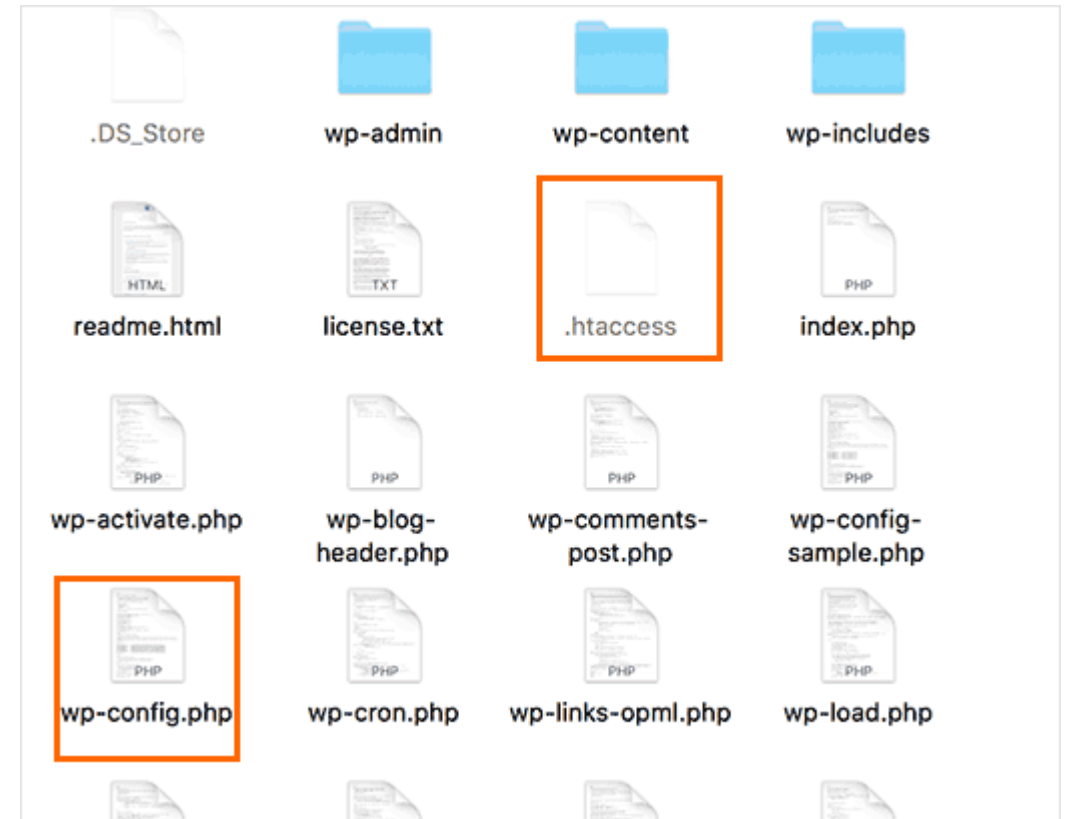 .DS_Store
wp-admin
wp-content
wp-includes
HTML
TXT
PHP
readme.html
license.txt
.htaccess
index.php
PHP
PHP
PHP
PHP
wp-activate.php
wp-blog-
header.php
wp-comments-
post.php
wp-config-
sample.php
PHP
PHP
PHP
PHP
wp-config.php
wp-cron.php
wp-links-opml.php
wp-load.php